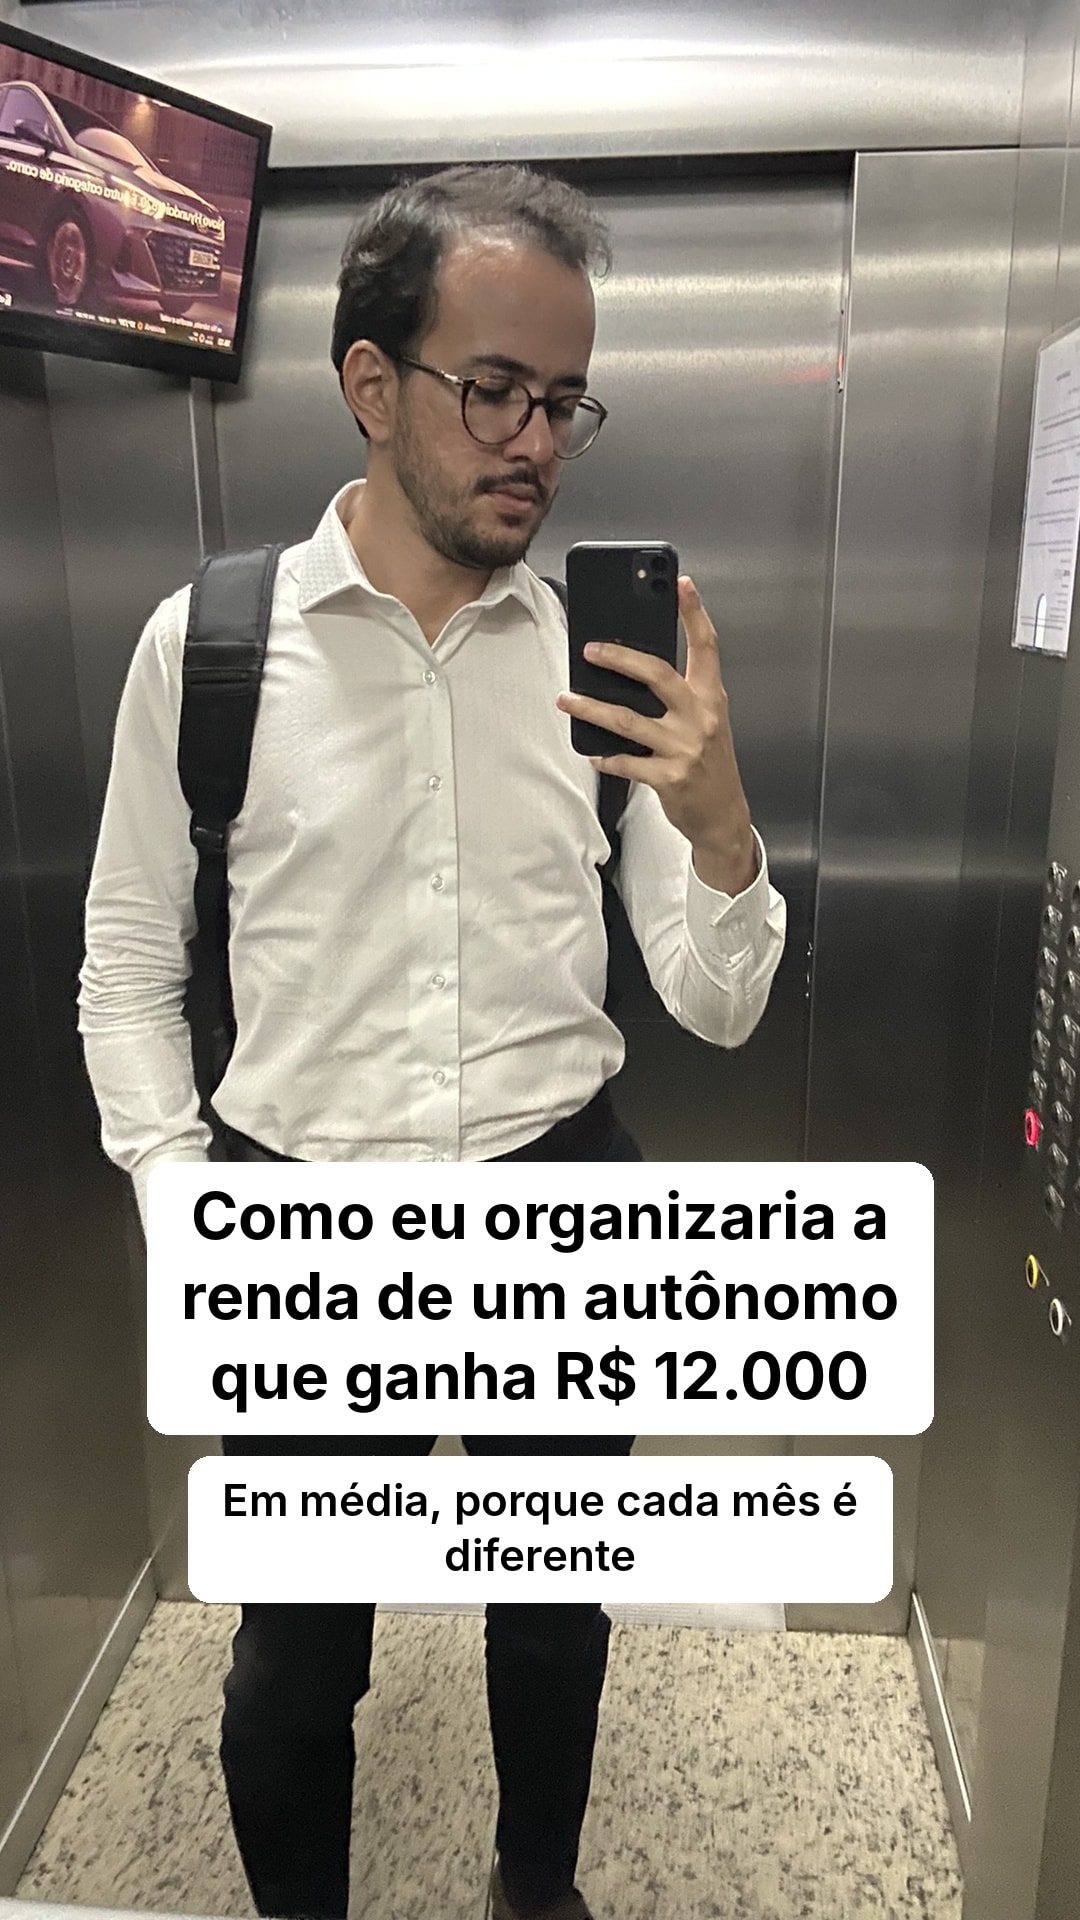 Como eu organizaria a
renda de um autônomo
que ganha R$ 12.000
Em média, porque cada mês é
diferente